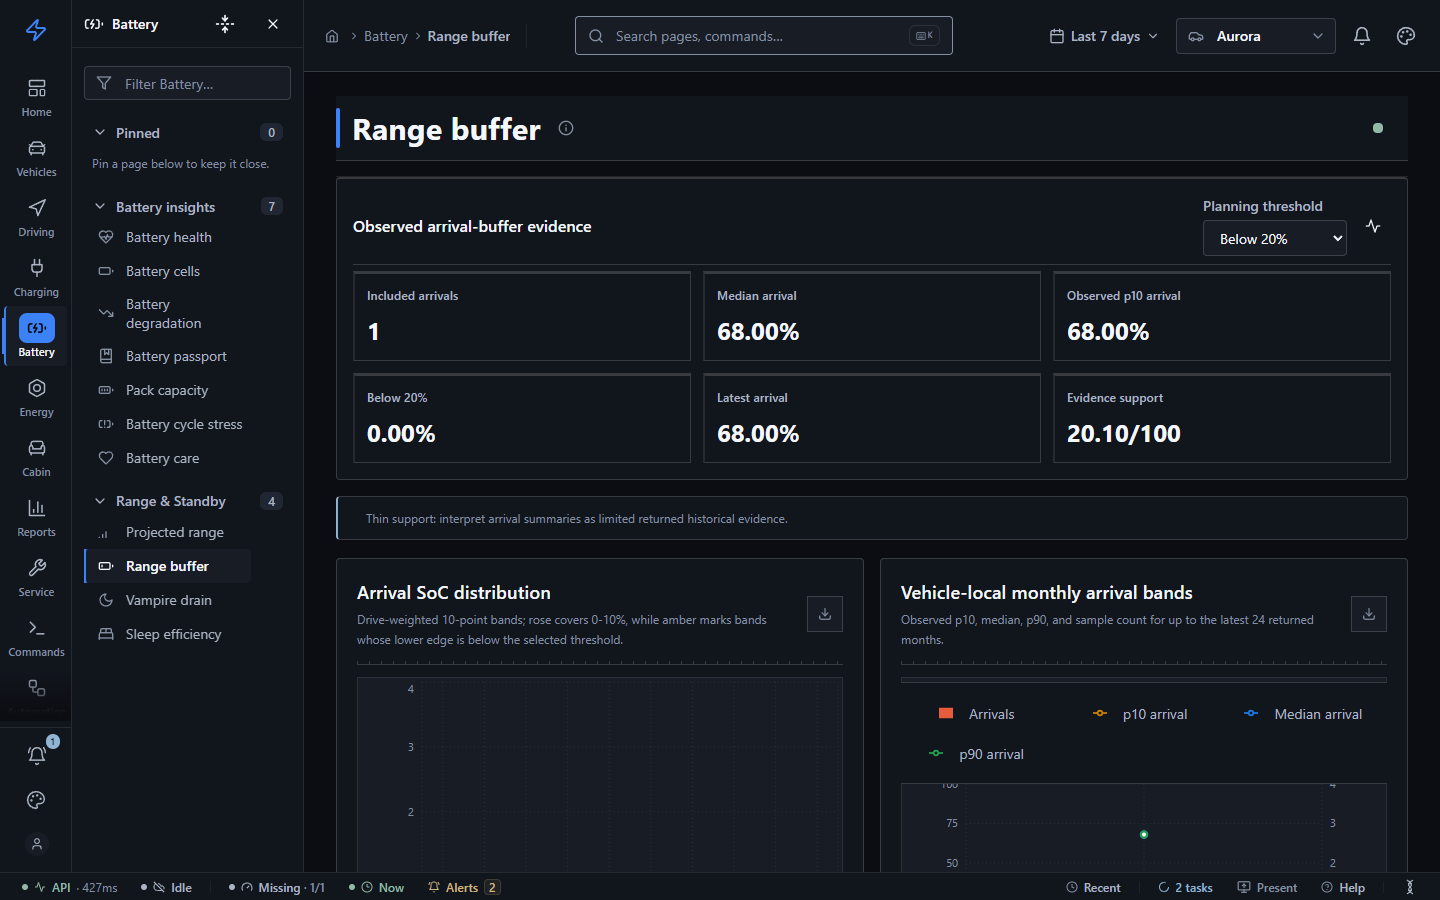 Battery
Filter Battery...
Home
Vehicles
Driving
Charging
Battery
Energy
Cabin
Reports
Service
Commands
1
Pinned
0
Pin a page below to keep it close.
Battery insights
7
Battery health
Battery cells
Battery
degradation
Battery passport
Pack capacity
Battery cycle stress
Battery care
Range & Standby
4
Projected range
Range buffer
Vampire drain
Sleep efficiency
Battery
Range buffer
Search pages, commands...
K
Last 7 days
Aurora
Range buffer
Observed arrival-buffer evidence
Planning threshold
Below 20%
Included arrivals
1
Median arrival
68.00%
Observed p10 arrival
68.00%
Below 20%
0.00%
Latest arrival
68.00%
Evidence support
20.10/100
Thin support: interpret arrival summaries as limited returned historical evidence.
Arrival SoC distribution
Drive-weighted 10-point bands; rose covers 0-10%, while amber marks bands
whose lower edge is below the selected threshold.
4
3
2
Vehicle-local monthly arrival bands
Observed p10, median, p90, and sample count for up to the latest 24 returned
months.
Arrivals
p10 arrival
Median arrival
p90 arrival
100
75
50
4
3
2
API · 427ms
Idle
Missing · 1/1
Now
Alerts 2
Recent
2 tasks
Present
Help